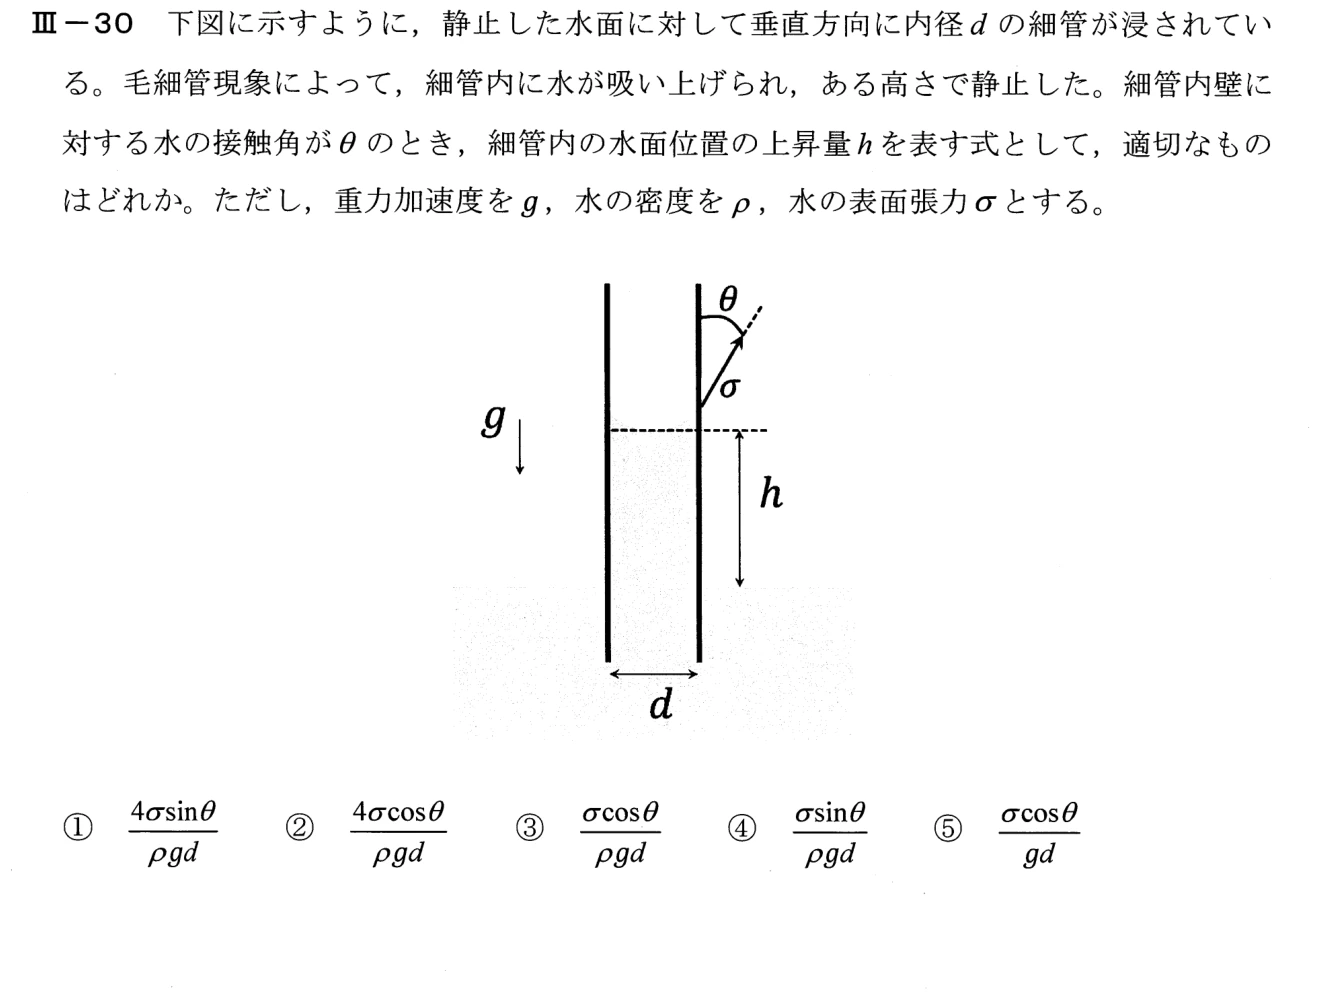 Ⅲ－30　下図に示すように，静止した水面に対して垂直方向に内径 d の細管が浸されてい
る。毛細管現象によって，細管内に水が吸い上げられ，ある高さで静止した。細管内壁に
対する水の接触角が θ のとき，細管内の水面位置の上昇量 h を表す式として，適切なもの
はどれか。ただし，重力加速度を g，水の密度を ρ，水の表面張力 σ とする。
θ
σ
g
h
d
① 4σsinθ/ρgd ② 4σcosθ/ρgd ③ σcosθ/ρgd ④ σsinθ/ρgd ⑤ σcosθ/gd